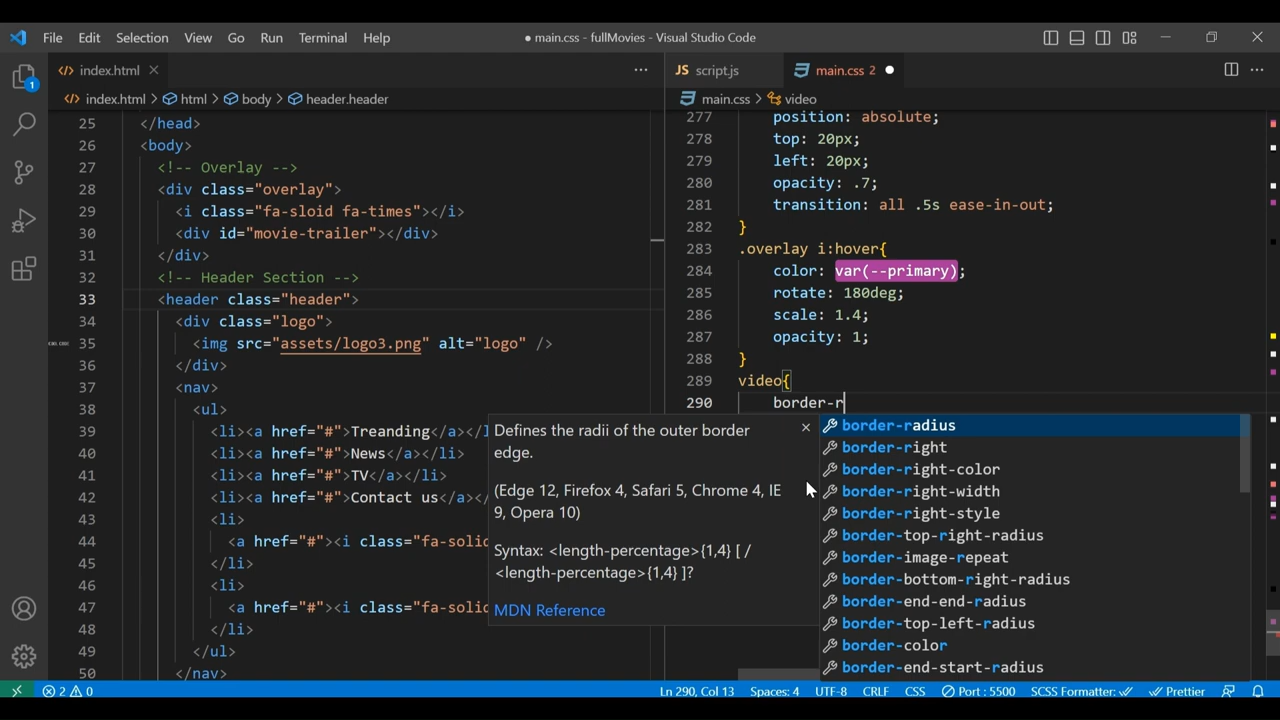 File Edit Selection View Go Run Terminal Help
● main.css - fullMovies - Visual Studio Code
index.html
JS script.js
main.css 2
index.html > html > body > header.header
main.css > video
1
25 </head>
26 <body>
27 <!-- Overlay -->
28 <div class="overlay">
29 <i class="fa-sloid fa-times"></i>
30 <div id="movie-trailer"></div>
31 </div>
32 <!-- Header Section -->
33 <header class="header">
34 <div class="logo">
35 <img src="assets/logo3.png" alt="logo" />
36 </div>
37 <nav>
38 <ul>
39 <li><a href="#">Treanding</a></l
40 <li><a href="#">News</a></li>
41 <li><a href="#">TV</a></li>
42 <li><a href="#">Contact us</a></
43 <li>
44 <a href="#"><i class="fa-solid
45 </li>
46 <li>
47 <a href="#"><i class="fa-solid
48 </li>
49 </ul>
50 </nav>
277 position: absolute;
278 top: 20px;
279 left: 20px;
280 opacity: .7;
281 transition: all .5s ease-in-out;
282 }
283 .overlay i:hover{
284 color: var(--primary);
285 rotate: 180deg;
286 scale: 1.4;
287 opacity: 1;
288 }
289 video{
290 border-r
Defines the radii of the outer border
edge.
(Edge 12, Firefox 4, Safari 5, Chrome 4, IE
9, Opera 10)
Syntax: <length-percentage>{1,4} [ /
<length-percentage>{1,4} ]?
MDN Reference
border-radius
border-right
border-right-color
border-right-width
border-right-style
border-top-right-radius
border-image-repeat
border-bottom-right-radius
border-end-end-radius
border-top-left-radius
border-color
border-end-start-radius
2 0
Ln 290, Col 13
Spaces: 4
UTF-8
CRLF
CSS
Port : 5500
SCSS Formatter:
Prettier